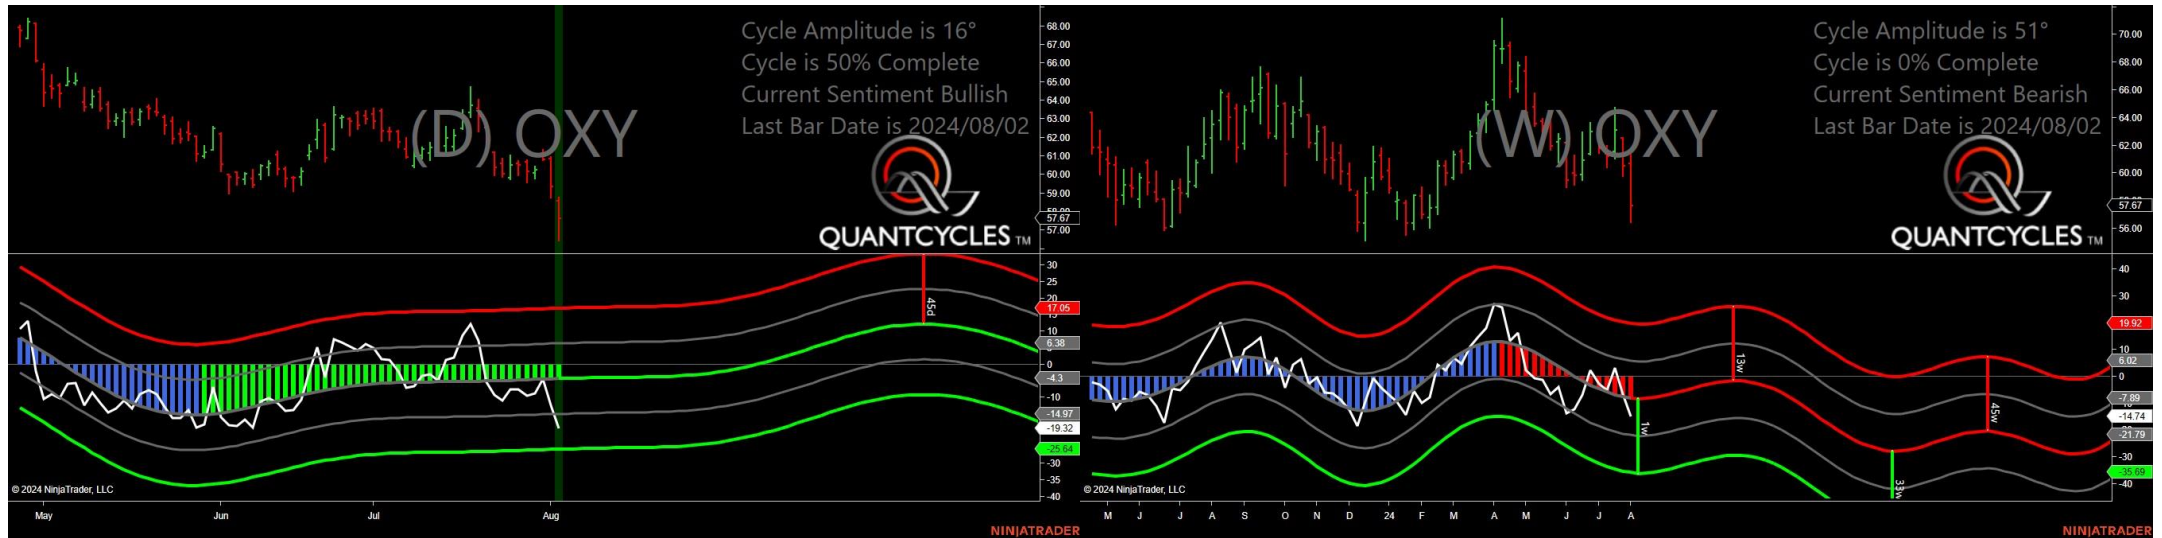 Cycle Amplitude is 16°
Cycle is 50% Complete
Current Sentiment Bullish
Last Bar Date is 2024/08/02
(D) OXY
QUANTCYCLES TM
68.00
67.00
66.00
65.00
64.00
63.00
62.00
61.00
60.00
59.00
57.67
57.00
45d
30
25
20
17.05
10
6.38
0
-4.3
-10
-14.97
-19.32
-25.64
-30
-35
-40
© 2024 NinjaTrader, LLC
May Jun Jul Aug
NINJATRADER
Cycle Amplitude is 51°
Cycle is 0% Complete
Current Sentiment Bearish
Last Bar Date is 2024/08/02
(W) OXY
QUANTCYCLES TM
70.00
68.00
66.00
64.00
62.00
60.00
57.67
56.00
1w
13w
33w
45w
40
30
19.92
10
6.02
0
-7.89
-14.74
-21.79
-30
-35.69
-40
© 2024 NinjaTrader, LLC
M J J A S O N D 24 F M A M J J A
NINJATRADER